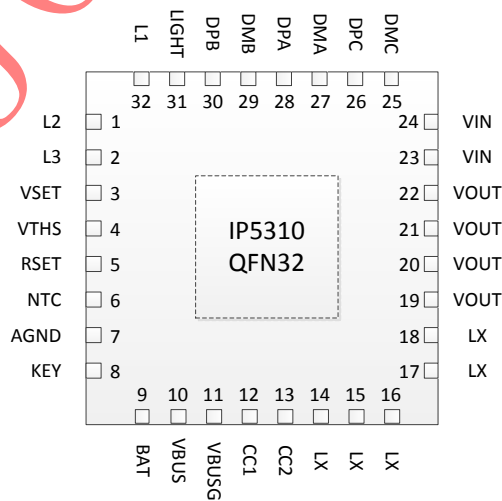 L1 LIGHT DPB DMB DPA DMA DPC DMC
32 31 30 29 28 27 26 25
L2 1 24 VIN
L3 2 23 VIN
VSET 3 22 VOUT
VTHS 4 21 VOUT
IP5310
RSET 5 20 VOUT
QFN32
NTC 6 19 VOUT
AGND 7 18 LX
KEY 8 17 LX
9 10 11 12 13 14 15 16
BAT VBUS VBUSG CC1 CC2 LX LX LX